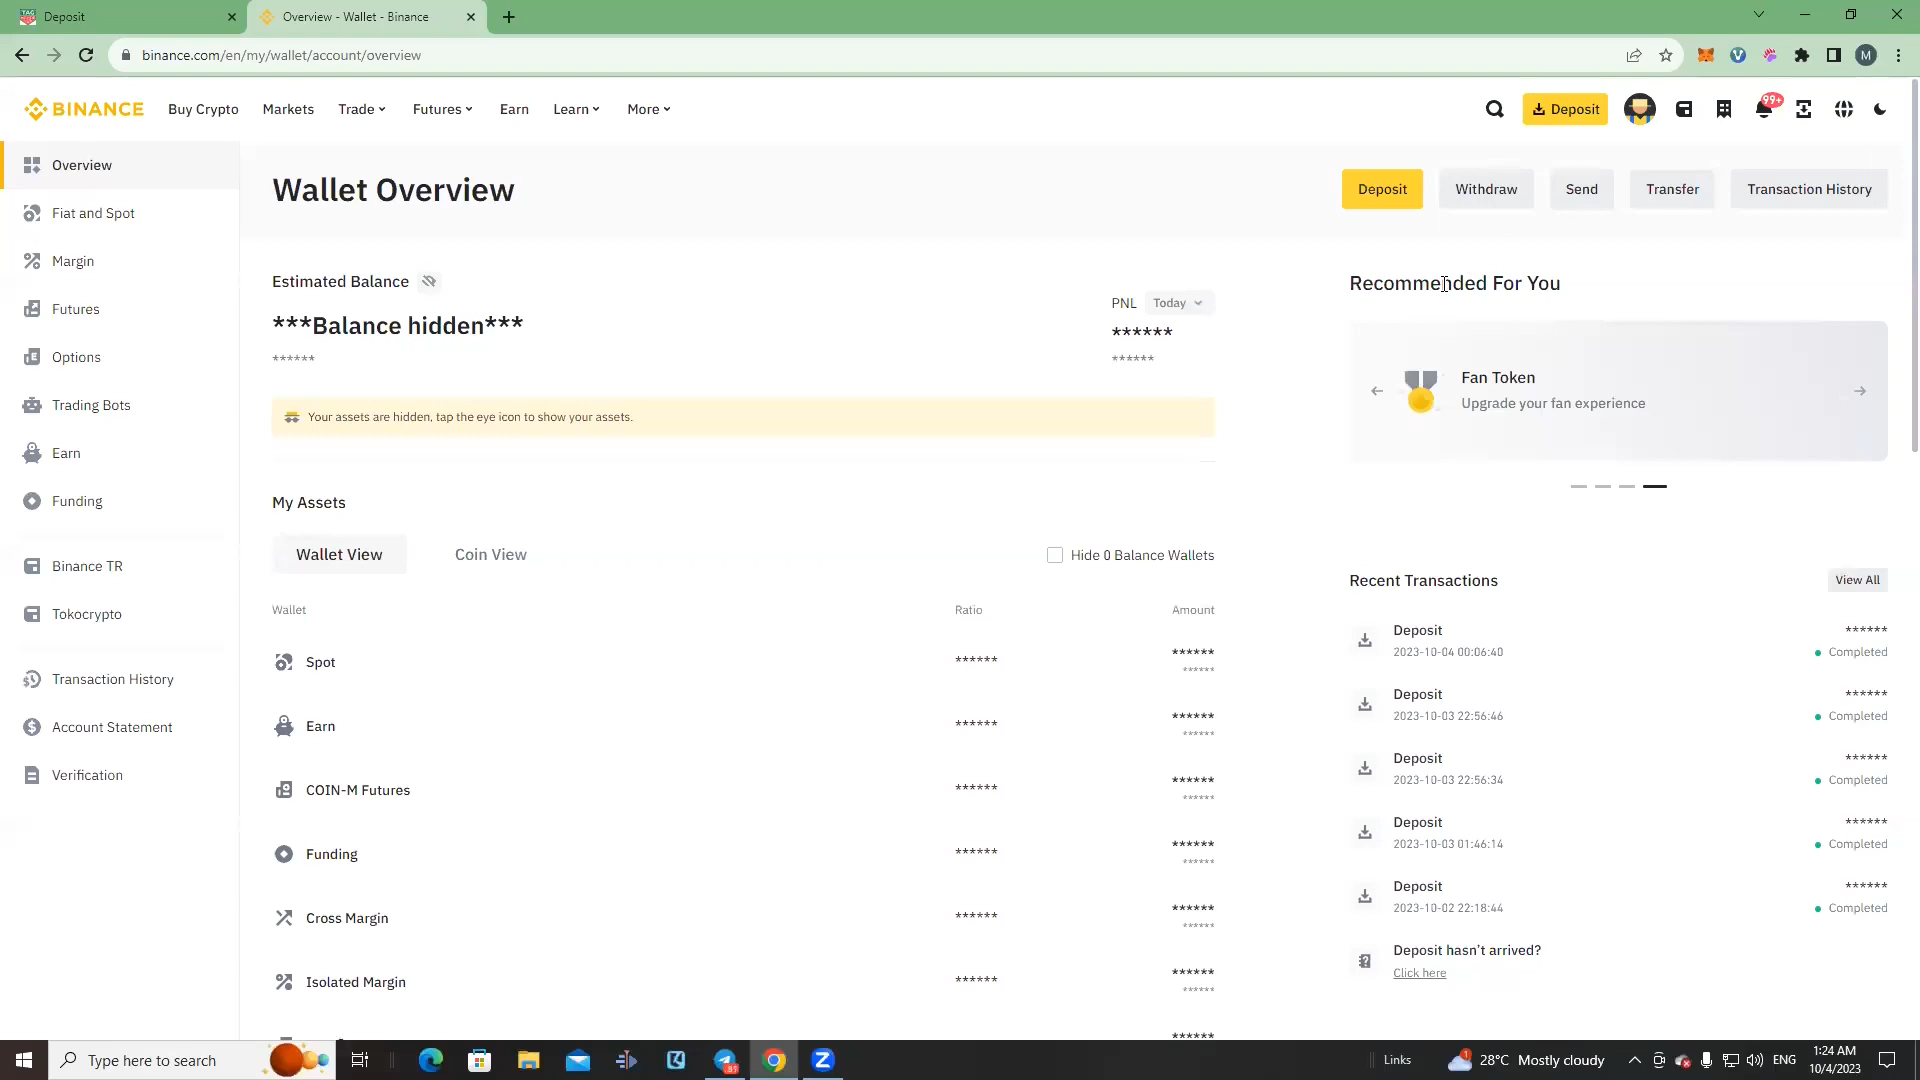 Deposit
Overview - Wallet - Binance
binance.com/en/my/wallet/account/overview
M
BINANCE
Buy Crypto
Markets
Trade
Futures
Earn
Learn
More
Deposit
99+
Overview
Fiat and Spot
Margin
Futures
Options
Trading Bots
Earn
Funding
Binance TR
Tokocrypto
Transaction History
Account Statement
Verification
Wallet Overview
Deposit
Withdraw
Send
Transfer
Transaction History
Estimated Balance
***Balance hidden***
******
PNL
Today
******
******
Your assets are hidden, tap the eye icon to show your assets.
My Assets
Wallet View
Coin View
Hide 0 Balance Wallets
Wallet
Ratio
Amount
Spot
******
******
******
Earn
******
******
******
COIN-M Futures
******
******
******
Funding
******
******
******
Cross Margin
******
******
******
Isolated Margin
******
******
******
******
Recommended For You
Fan Token
Upgrade your fan experience
Recent Transactions
View All
Deposit
******
2023-10-04 00:06:40
Completed
Deposit
******
2023-10-03 22:56:46
Completed
Deposit
******
2023-10-03 22:56:34
Completed
Deposit
******
2023-10-03 01:46:14
Completed
Deposit
******
2023-10-02 22:18:44
Completed
Deposit hasn't arrived?
Click here
Type here to search
Links
28°C Mostly cloudy
ENG
1:24 AM
10/4/2023